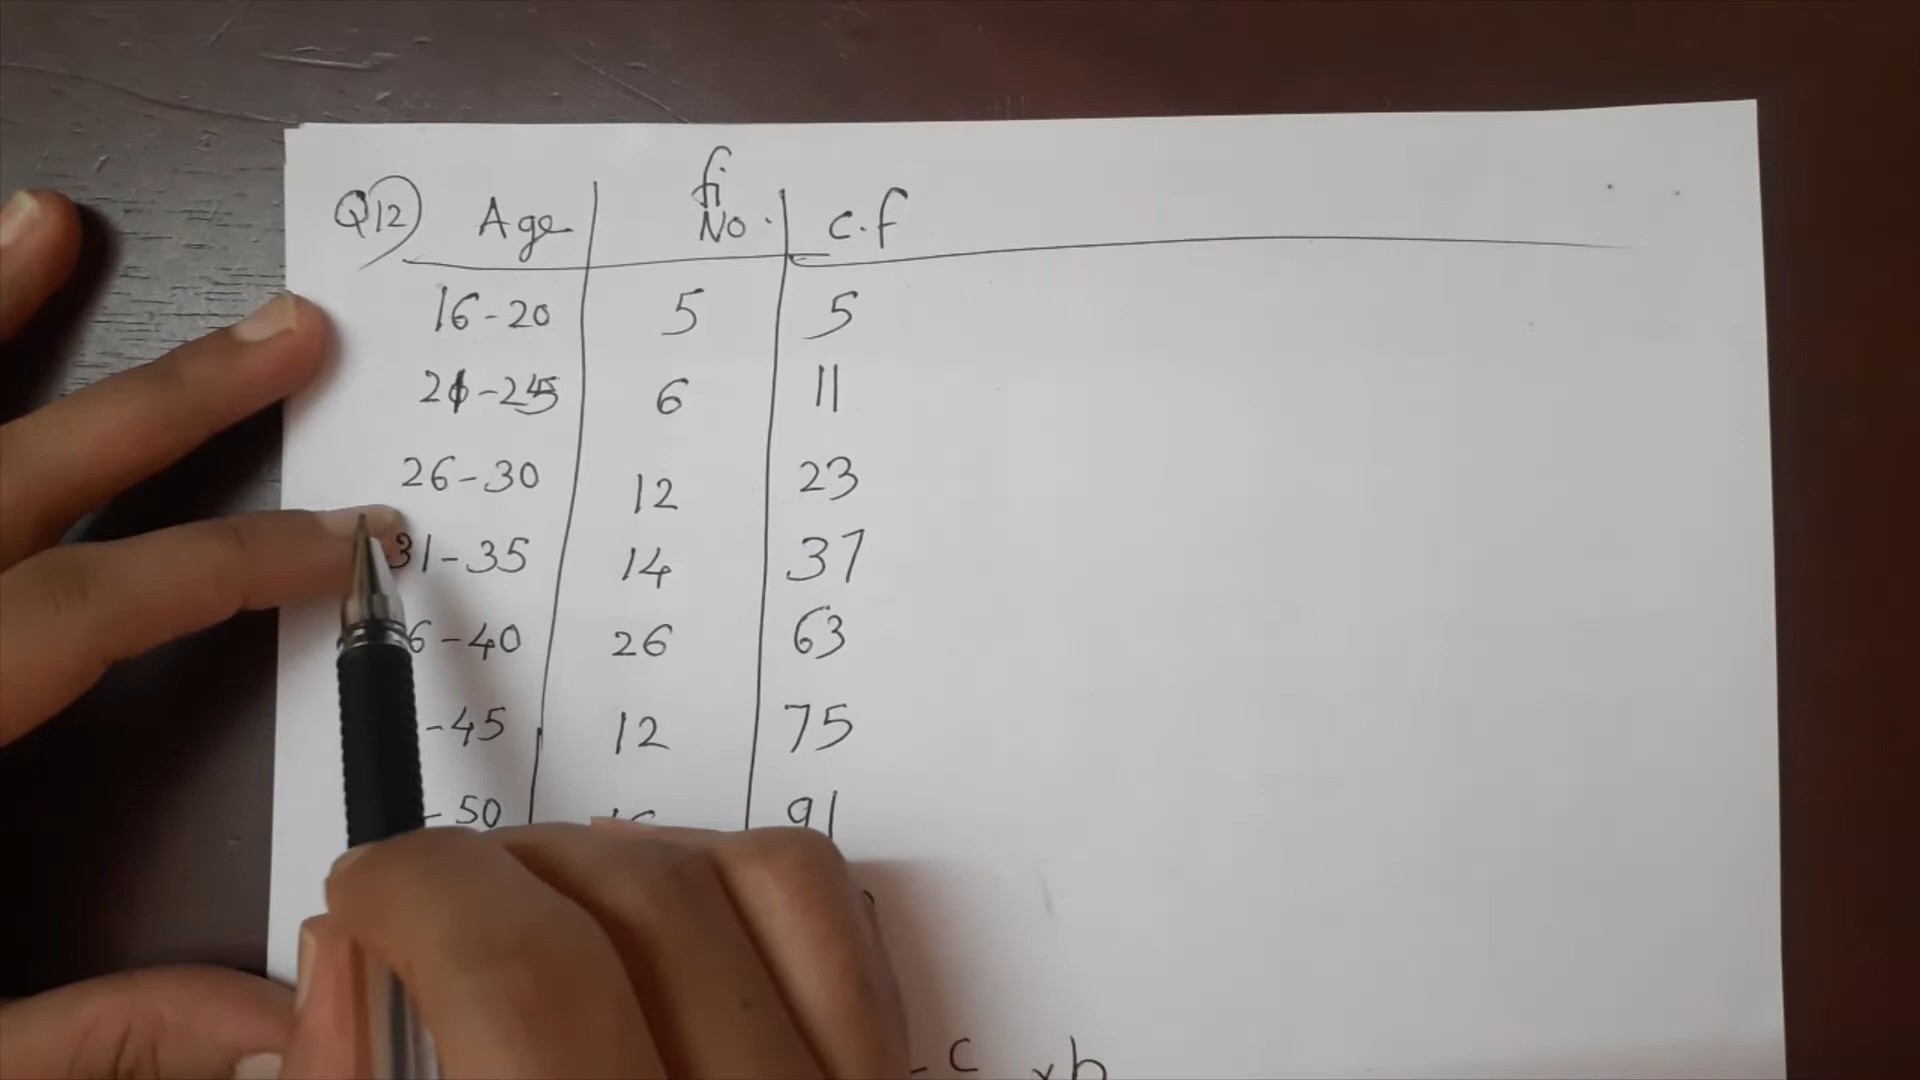 Q12) Age fi No. c.f
16-20 5 5
21-25 6 11
26-30 12 23
31-35 14 37
6-40 26 63
-45 12 75
-50 91
- C × h